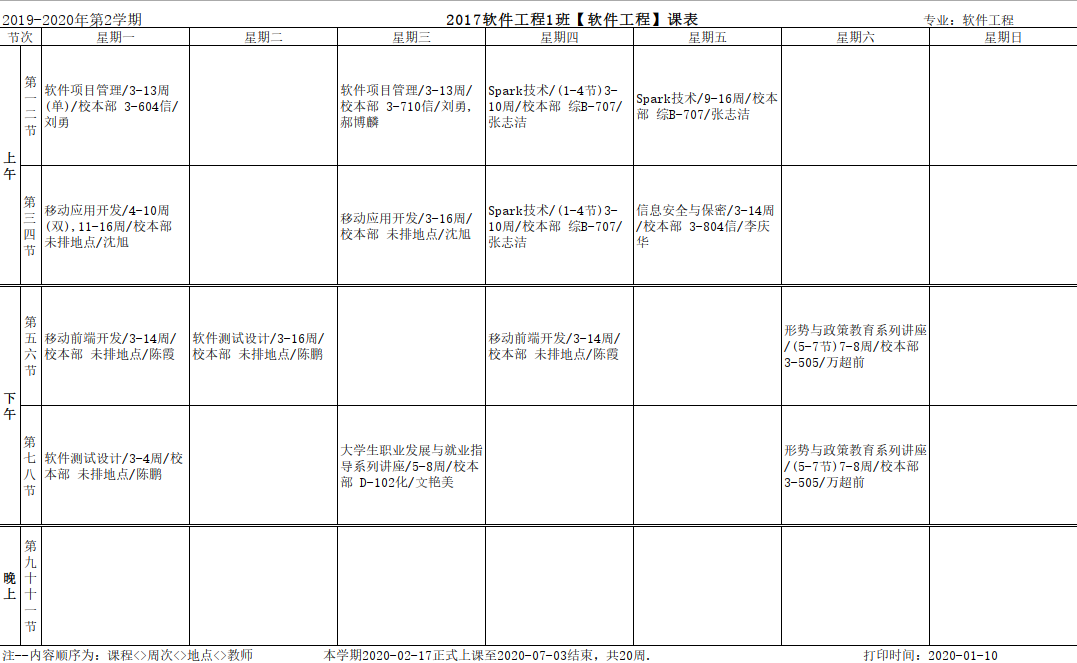 2019-2020年第2学期
2017软件工程1班【软件工程】课表
专业：软件工程
节次
星期一
星期二
星期三
星期四
星期五
星期六
星期日
上午
第一二节
软件项目管理/3-13周
(单)/校本部 3-604信/
刘勇
软件项目管理/3-13周/
校本部 3-710信/刘勇,
郝博麟
Spark技术/(1-4节)3-
10周/校本部 综B-707/
张志洁
Spark技术/9-16周/校本
部 综B-707/张志洁
第三四节
移动应用开发/4-10周
(双),11-16周/校本部
未排地点/沈旭
移动应用开发/3-16周/
校本部 未排地点/沈旭
Spark技术/(1-4节)3-
10周/校本部 综B-707/
张志洁
信息安全与保密/3-14周
/校本部 3-804信/李庆
华
下午
第五六节
移动前端开发/3-14周/
校本部 未排地点/陈霞
软件测试设计/3-16周/
校本部 未排地点/陈鹏
移动前端开发/3-14周/
校本部 未排地点/陈霞
形势与政策教育系列讲座
/(5-7节)7-8周/校本部
3-505/万超前
第七八节
软件测试设计/3-4周/校
本部 未排地点/陈鹏
大学生职业发展与就业指
导系列讲座/5-8周/校本
部 D-102化/文艳美
形势与政策教育系列讲座
/(5-7节)7-8周/校本部
3-505/万超前
晚上
第九十十一节
注--内容顺序为：课程<>周次<>地点<>教师
本学期2020-02-17正式上课至2020-07-03结束，共20周.
打印时间：2020-01-10